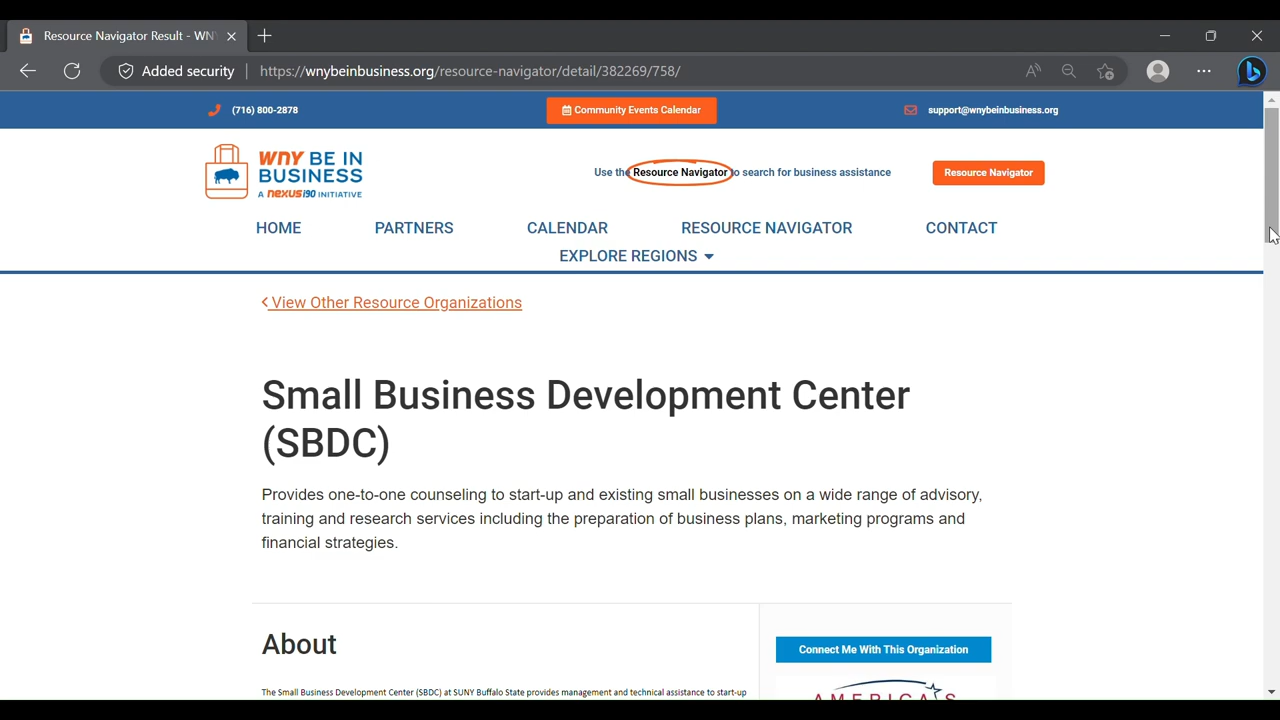 Resource Navigator Result - WN
Added security
https://wnybeinbusiness.org/resource-navigator/detail/382269/758/
(716) 800-2878
Community Events Calendar
support@wnybeinbusiness.org
WNY BE IN
BUSINESS
A nexusi90 INITIATIVE
Use the Resource Navigator to search for business assistance
Resource Navigator
HOME PARTNERS CALENDAR RESOURCE NAVIGATOR CONTACT
EXPLORE REGIONS
View Other Resource Organizations
Small Business Development Center
(SBDC)
Provides one-to-one counseling to start-up and existing small businesses on a wide range of advisory,
training and research services including the preparation of business plans, marketing programs and
financial strategies.
About
Connect Me With This Organization
The Small Business Development Center (SBDC) at SUNY Buffalo State provides management and technical assistance to start-up
AMERICA'S